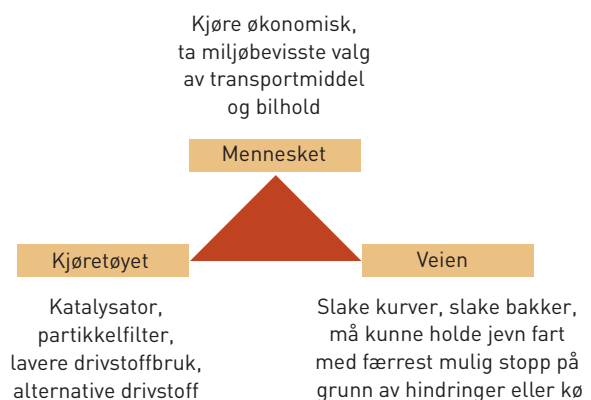 Kjøre økonomisk,
ta miljøbevisste valg
av transportmiddel
og bilhold
Mennesket
Kjøretøyet
Katalysator,
partikkelfilter,
lavere drivstoffbruk,
alternative drivstoff
Veien
Slake kurver, slake bakker,
må kunne holde jevn fart
med færrest mulig stopp på
grunn av hindringer eller kø